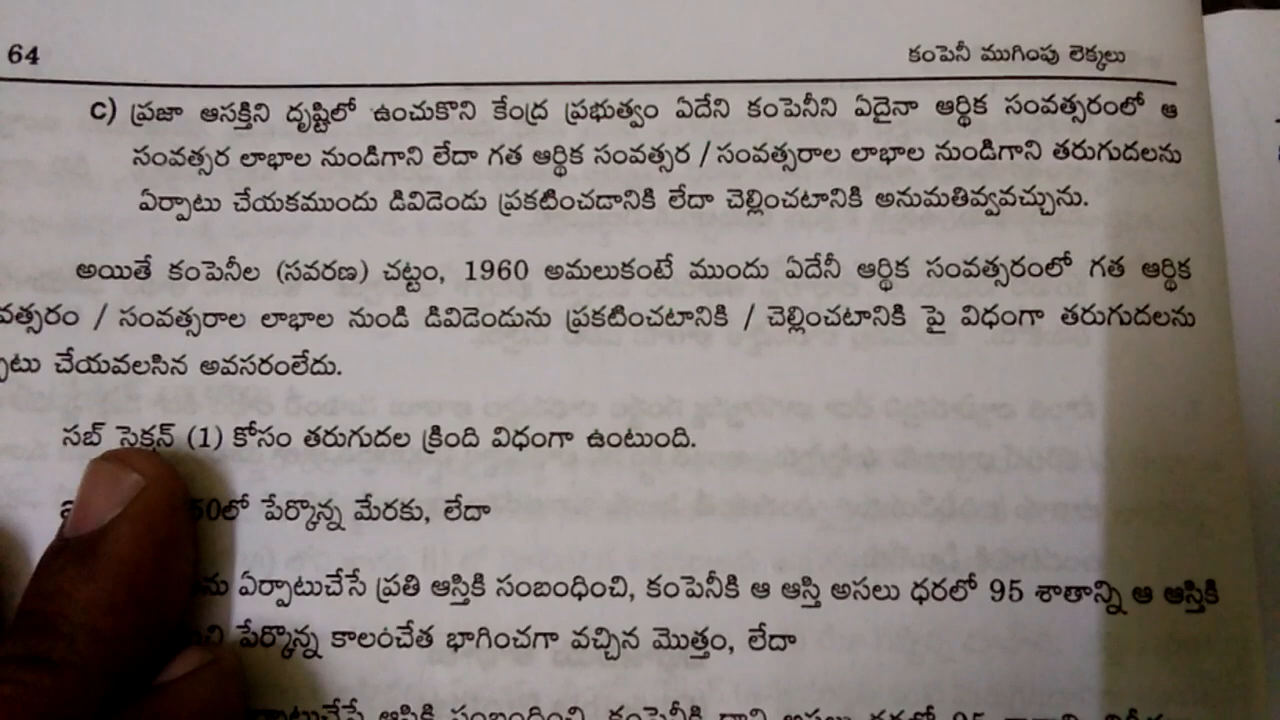 64 కంపెనీ ముగింపు లెక్కలు
c) ప్రజా ఆసక్తిని దృష్టిలో ఉంచుకొని కేంద్ర ప్రభుత్వం ఏదేని కంపెనీని ఏదైనా ఆర్థిక సంవత్సరంలో ఆ
సంవత్సర లాభాల నుండిగాని లేదా గత ఆర్థిక సంవత్సర / సంవత్సరాల లాభాల నుండిగాని తరుగుదలను
ఏర్పాటు చేయకముందు డివిడెండు ప్రకటించడానికి లేదా చెల్లించటానికి అనుమతివ్వవచ్చును.
అయితే కంపెనీల (సవరణ) చట్టం, 1960 అమలుకంటే ముందు ఏదేనీ ఆర్థిక సంవత్సరంలో గత ఆర్థిక
వత్సరం / సంవత్సరాల లాభాల నుండి డివిడెండును ప్రకటించటానికి / చెల్లించటానికి పై విధంగా తరుగుదలను
చేయవలసిన అవసరంలేదు.
సబ్ సెక్షన్ (1) కోసం తరుగుదల క్రింది విధంగా ఉంటుంది.
50లో పేర్కొన్న మేరకు, లేదా
ను ఏర్పాటుచేసే ప్రతి ఆస్తికి సంబంధించి, కంపెనీకి ఆ ఆస్తి అసలు ధరలో 95 శాతాన్ని ఆ ఆస్తికి
పేర్కొన్న కాలంచేత భాగించగా వచ్చిన మొత్తం, లేదా